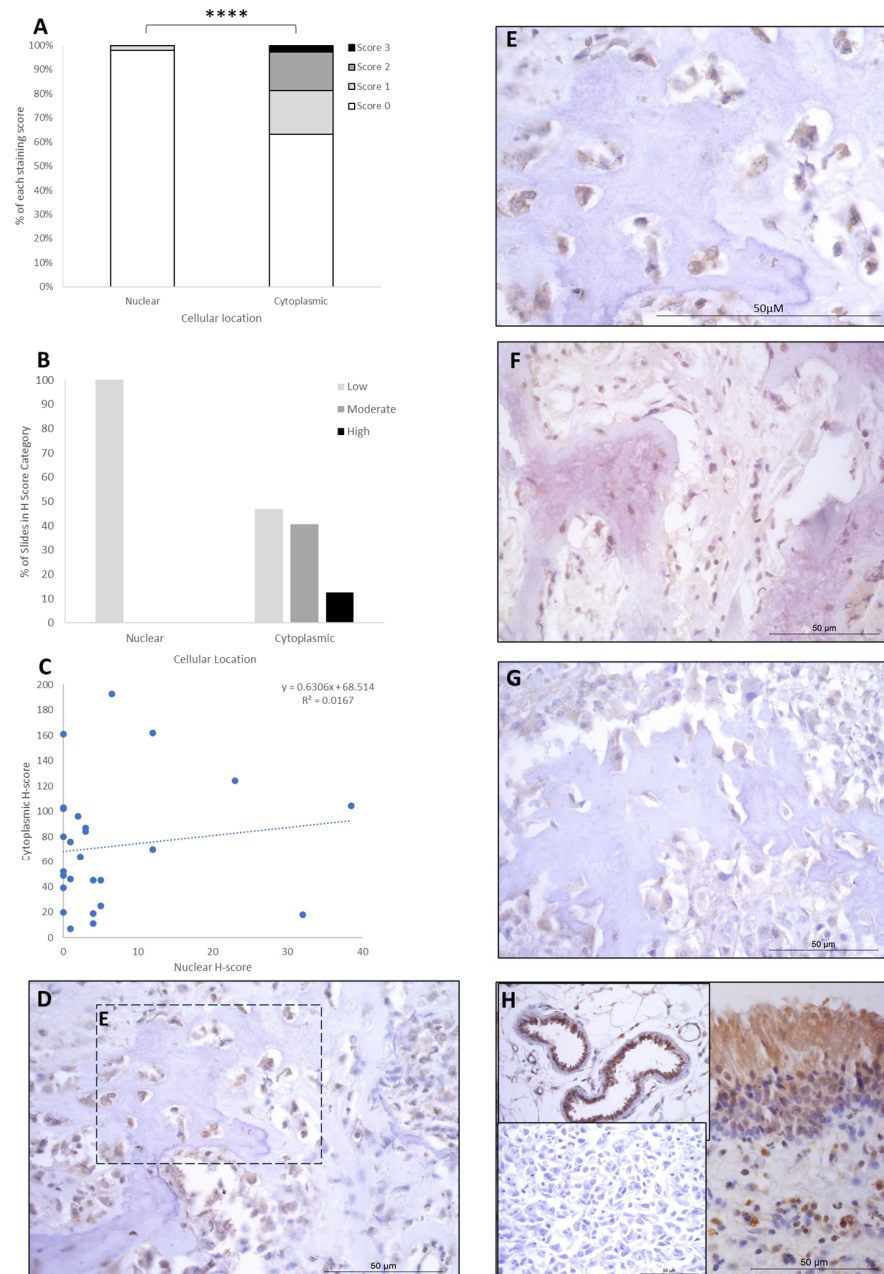 A
****
Score 3
Score 2
Score 1
Score 0
% of each staining score
100%
90%
80%
70%
60%
50%
40%
30%
20%
10%
0%
Nuclear
Cytoplasmic
Cellular location
B
Low
Moderate
High
% of Slides in H Score Category
100
90
80
70
60
50
40
30
20
10
0
Nuclear
Cytoplasmic
Cellular Location
C
y = 0.6306x + 68.514
R² = 0.0167
Cytoplasmic H-score
200
180
160
140
120
100
80
60
40
20
0
0
10
20
30
40
Nuclear H-score
D
E
50 µm
E
50µM
F
50 µm
G
50 µm
H
50 µm
50 µm